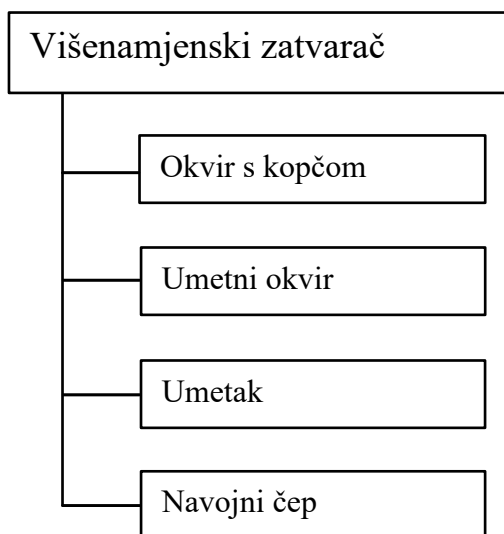 Višenamjenski zatvarač
Okvir s kopčom
Umetni okvir
Umetak
Navojni čep